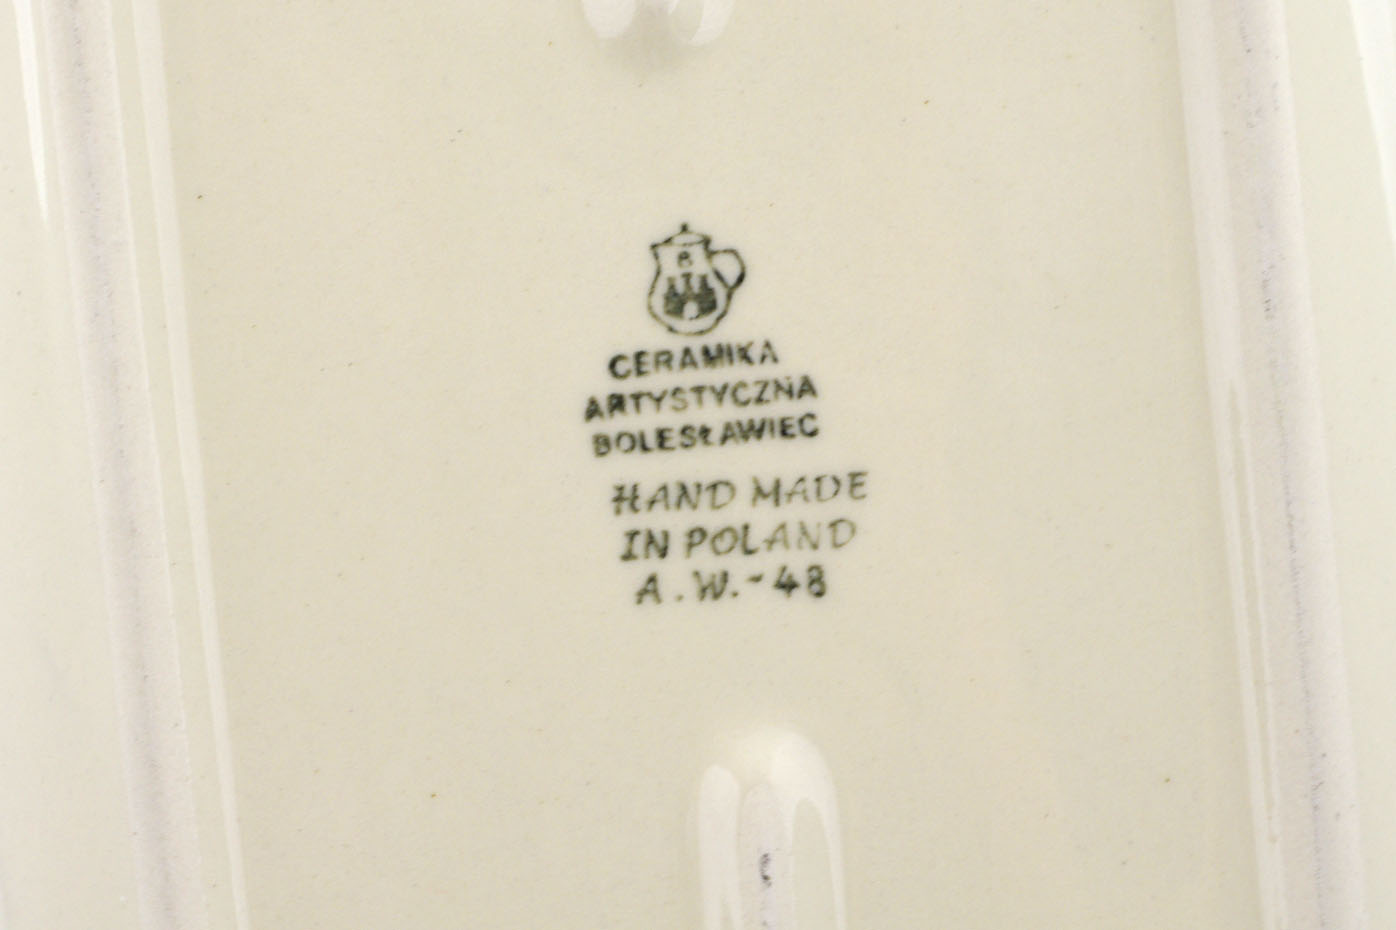 B
CERAMIKA
ARTYSTYCZNA
BOLESŁAWIEC
HAND MADE
IN POLAND
A.W.-48